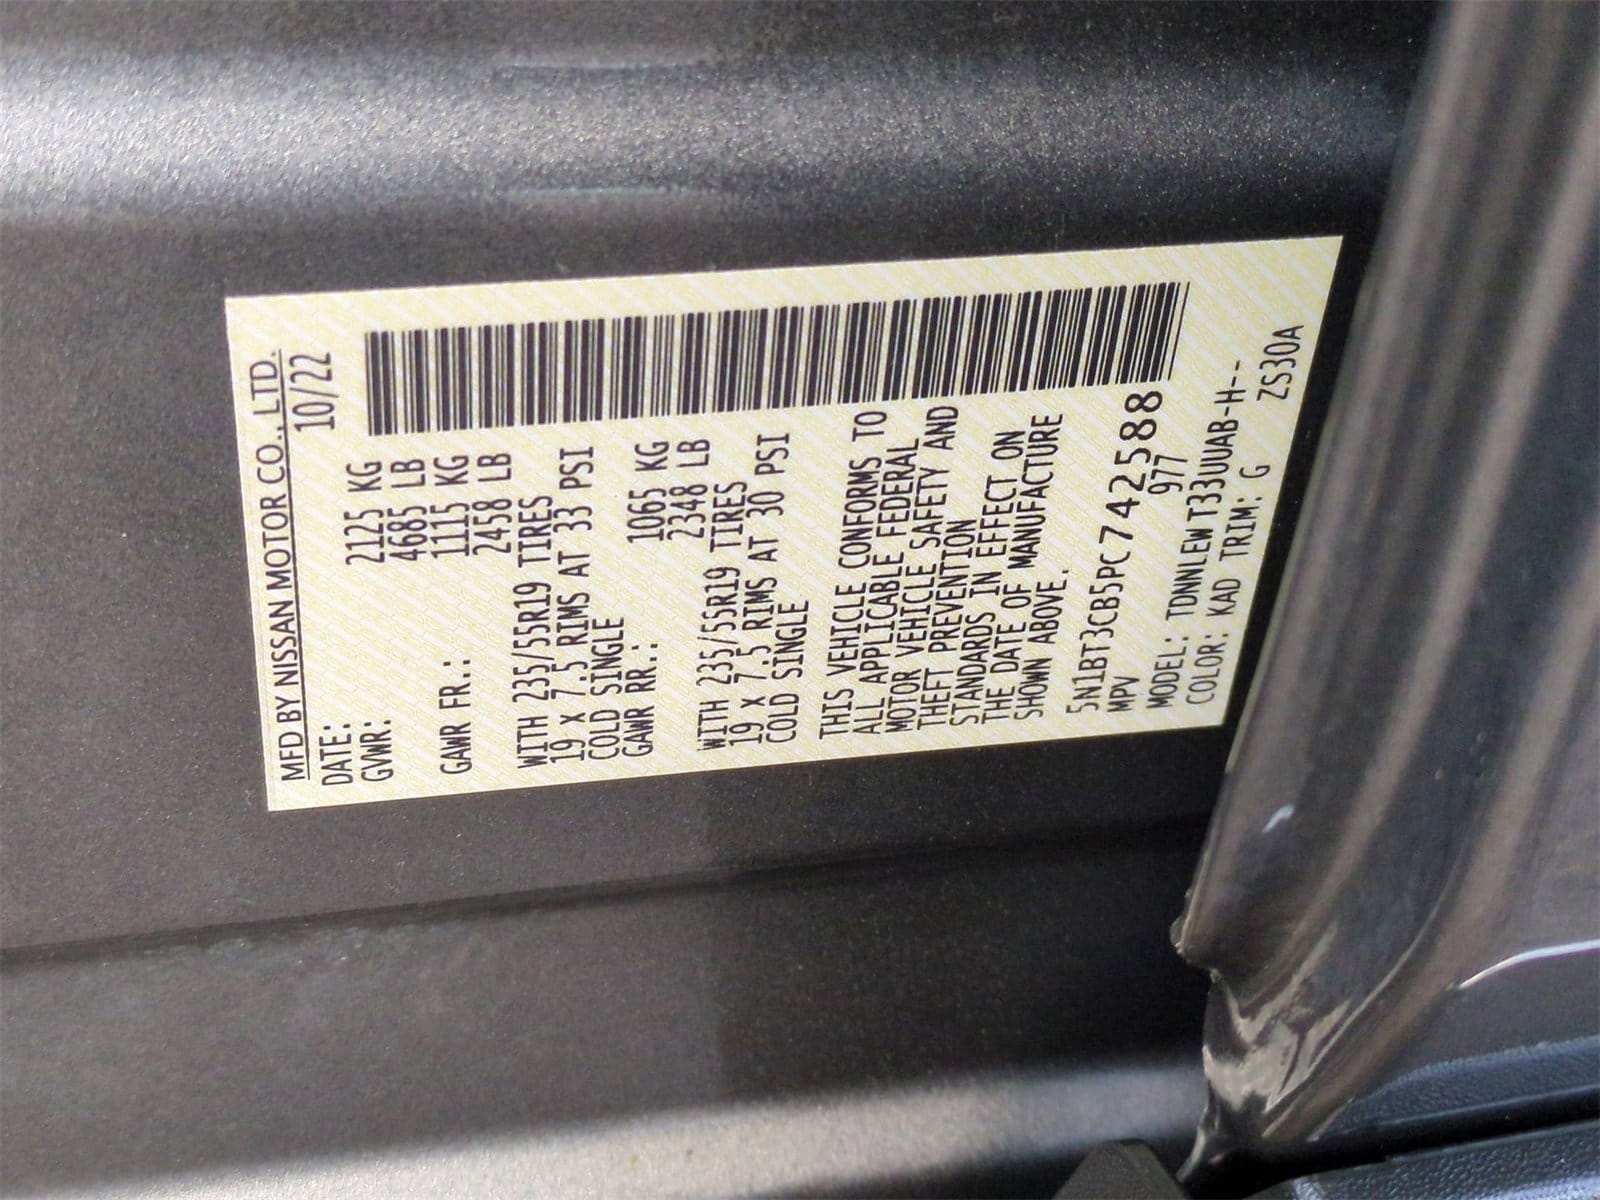 MFD BY NISSAN MOTOR CO., LTD.
DATE: 10/22
GVWR: 2125 KG
4685 LB
GAWR FR.: 1115 KG
2458 LB
WITH 235/55R19 TIRES
19 X 7.5 RIMS AT 33 PSI
COLD SINGLE
GAWR RR.: 1065 KG
2348 LB
WITH 235/55R19 TIRES
19 X 7.5 RIMS AT 30 PSI
COLD SINGLE
THIS VEHICLE CONFORMS TO
ALL APPLICABLE FEDERAL
MOTOR VEHICLE SAFETY AND
THEFT PREVENTION
STANDARDS IN EFFECT ON
THE DATE OF MANUFACTURE
SHOWN ABOVE.
5N1BT3CB5PC742588
MPV 977
MODEL: TDNNLEW T33UUAB-H--
COLOR: KAD TRIM: G ZS30A